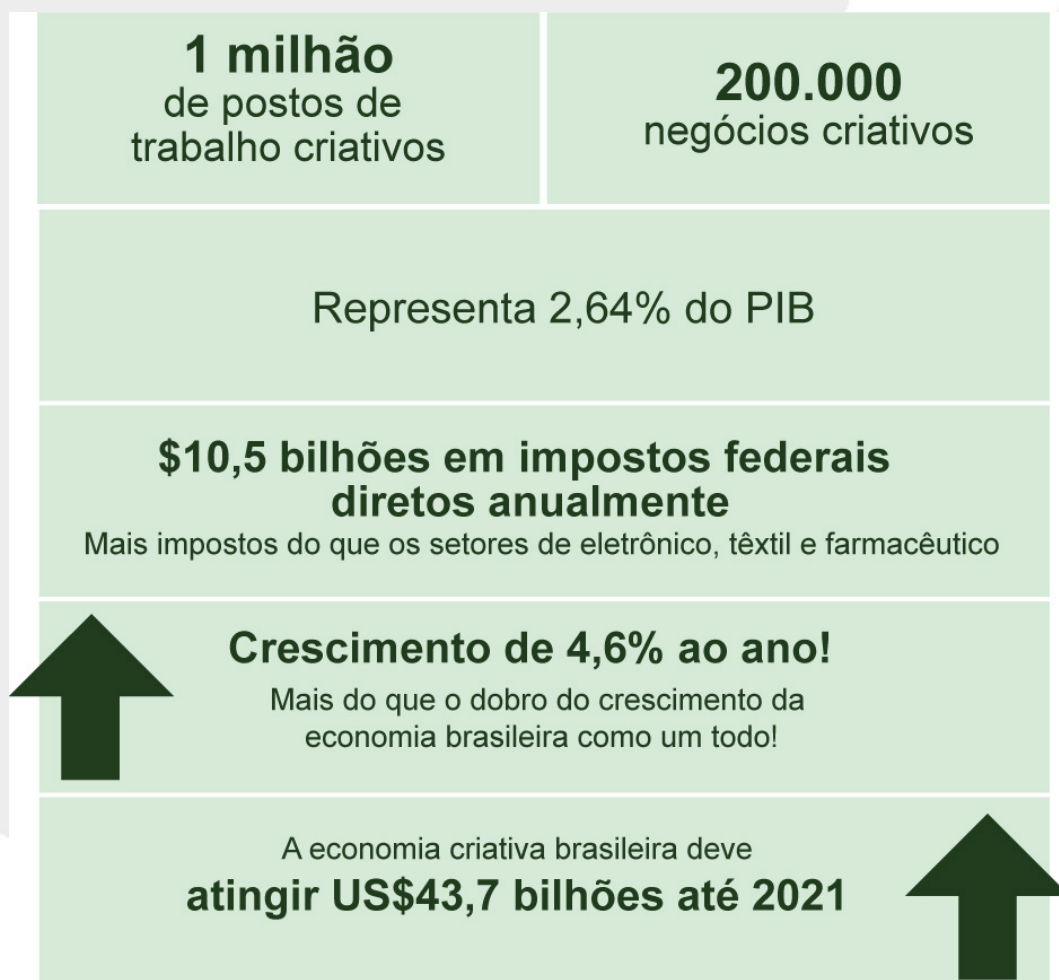 1 milhão
de postos de
trabalho criativos
200.000
negócios criativos
Representa 2,64% do PIB
$10,5 bilhões em impostos federais
diretos anualmente
Mais impostos do que os setores de eletrônico, têxtil e farmacêutico
Crescimento de 4,6% ao ano!
Mais do que o dobro do crescimento da
economia brasileira como um todo!
A economia criativa brasileira deve
atingir US$43,7 bilhões até 2021